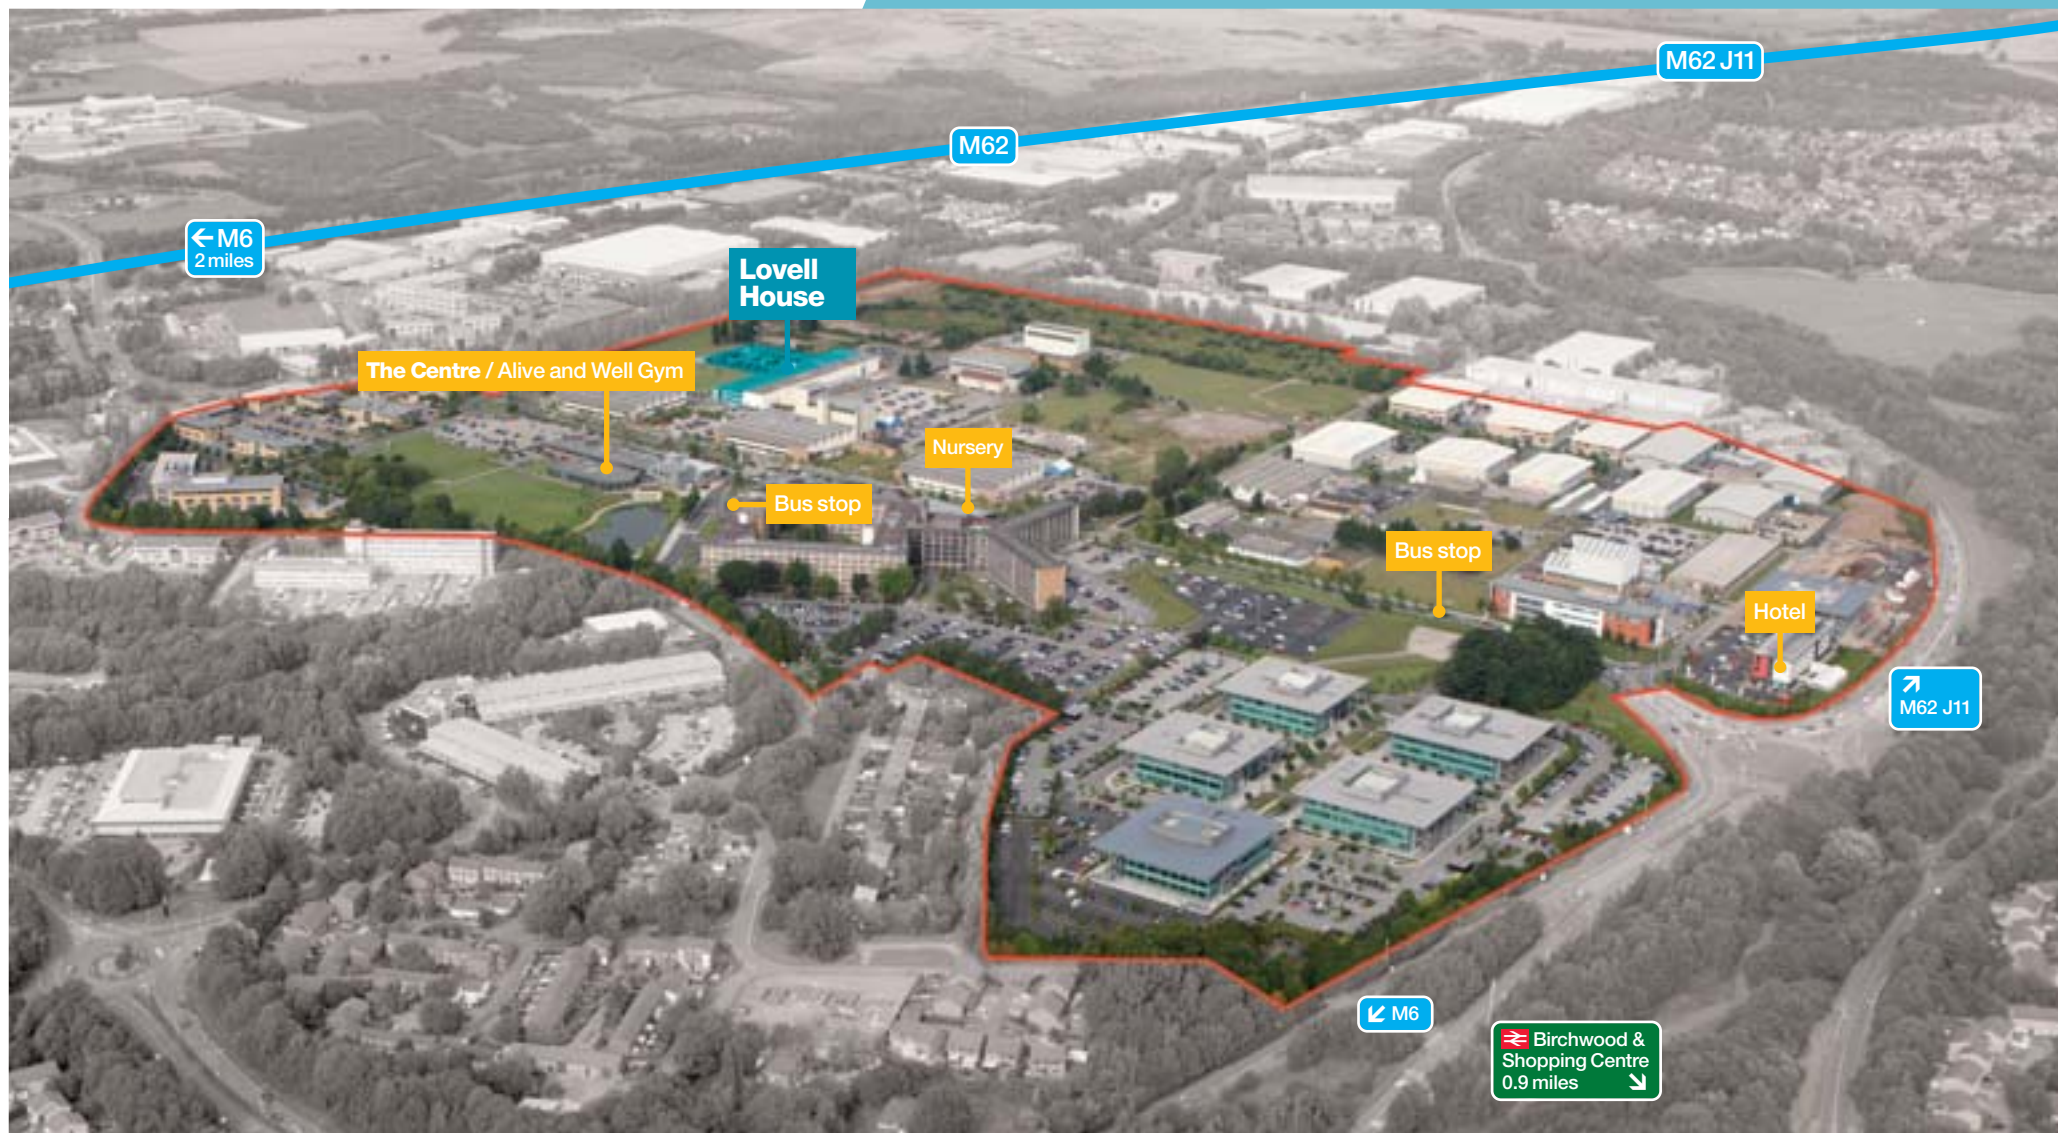 M62 J11
M62
←M6
2 miles
Lovell
House
The Centre / Alive and Well Gym
Nursery
Bus stop
Bus stop
Hotel
↗
M62 J11
↙ M6
Birchwood &
Shopping Centre
0.9 miles ↘